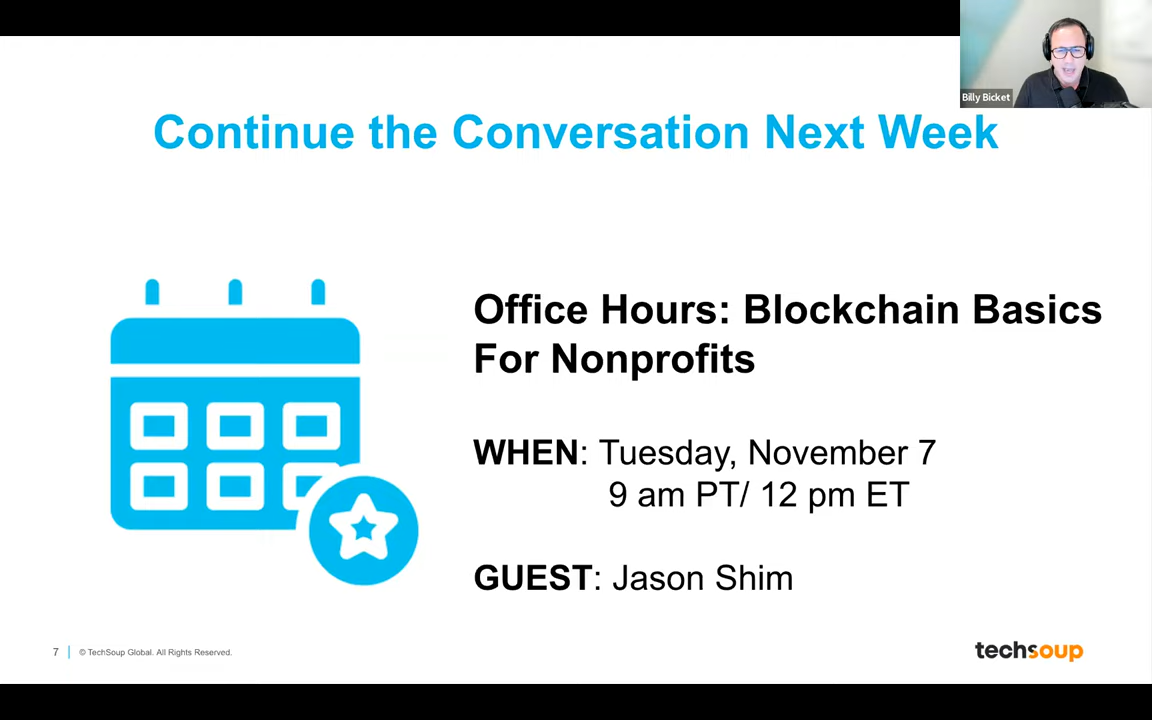 Billy Bicket
Continue the Conversation Next Week
Office Hours: Blockchain Basics
For Nonprofits
WHEN: Tuesday, November 7
9 am PT/ 12 pm ET
GUEST: Jason Shim
7 | © TechSoup Global. All Rights Reserved.
techsoup